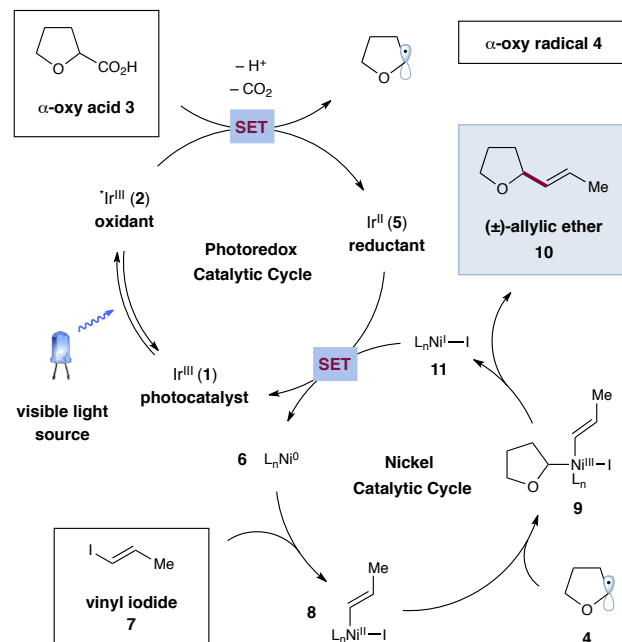 O
CO₂H
α-oxy acid 3
– H⁺
– CO₂
SET
O
α-oxy radical 4
*Irᴵᴵᴵ (2)
oxidant
Irᴵᴵ (5)
reductant
Photoredox
Catalytic Cycle
O
Me
(±)-allylic ether
10
visible light
source
Irᴵᴵᴵ (1)
photocatalyst
SET
LₙNiᴵ–I
11
6 LₙNi⁰
Nickel
Catalytic Cycle
Me
O
Niᴵᴵᴵ–I
Lₙ
9
I
Me
vinyl iodide
7
Me
8
LₙNiᴵᴵ–I
O
4